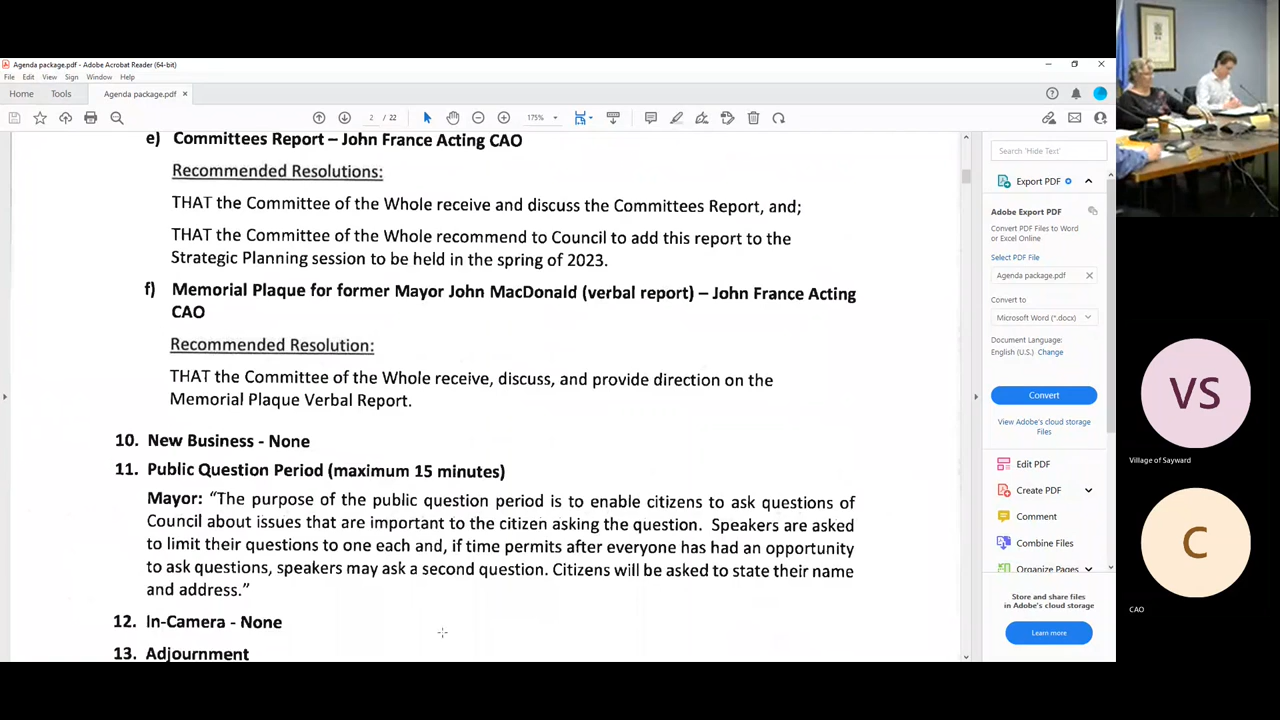 Agenda package.pdf - Adobe Acrobat Reader (64-bit)
File Edit View Sign Window Help
Home Tools Agenda package.pdf ×
2 / 22 175%
e) Committees Report – John France Acting CAO
Recommended Resolutions:
THAT the Committee of the Whole receive and discuss the Committees Report, and;
THAT the Committee of the Whole recommend to Council to add this report to the
Strategic Planning session to be held in the spring of 2023.
f) Memorial Plaque for former Mayor John MacDonald (verbal report) – John France Acting
CAO
Recommended Resolution:
THAT the Committee of the Whole receive, discuss, and provide direction on the
Memorial Plaque Verbal Report.
10. New Business - None
11. Public Question Period (maximum 15 minutes)
Mayor: “The purpose of the public question period is to enable citizens to ask questions of
Council about issues that are important to the citizen asking the question. Speakers are asked
to limit their questions to one each and, if time permits after everyone has had an opportunity
to ask questions, speakers may ask a second question. Citizens will be asked to state their name
and address.”
12. In-Camera - None
13. Adjournment
Search 'Hide Text'
Export PDF
Adobe Export PDF
Convert PDF Files to Word
or Excel Online
Select PDF File
Agenda package.pdf
Convert to
Microsoft Word (*.docx)
Document Language:
English (U.S.) Change
Convert
View Adobe's cloud storage
Files
Edit PDF
Create PDF
Comment
Combine Files
Organize Pages
Store and share files
in Adobe's cloud storage
Learn more
VS
Village of Sayward
C
CAO